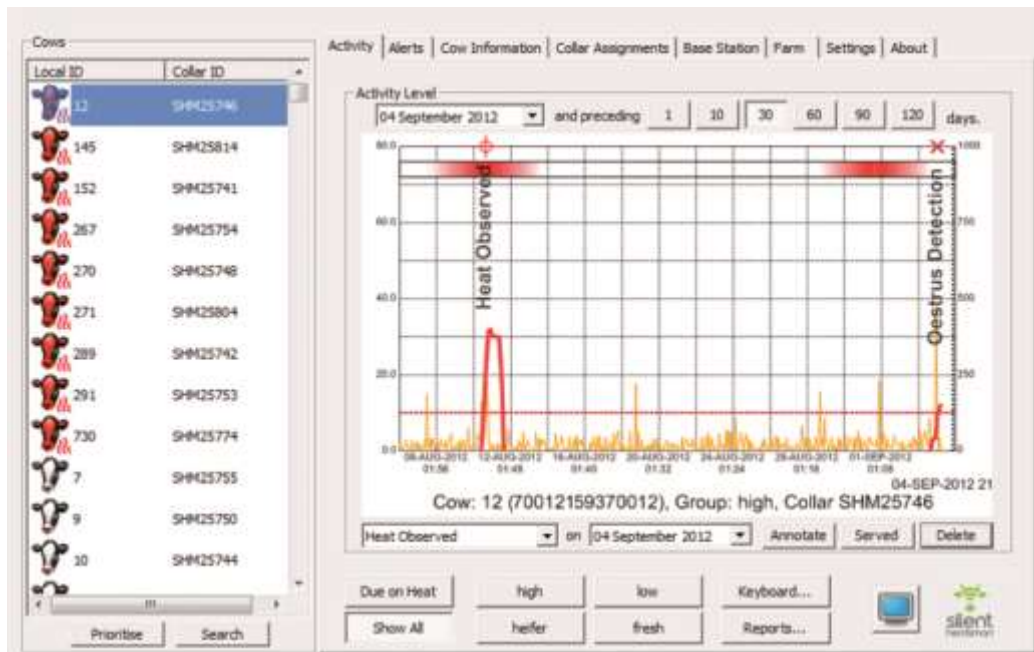 Cows
Local ID Collar ID
12 SHM25746
145 SHM25814
152 SHM25741
267 SHM25754
270 SHM25748
271 SHM25804
289 SHM25742
291 SHM25753
730 SHM25774
7 SHM25755
9 SHM25750
10 SHM25744
Prioritise Search
Activity Alerts Cow Information Collar Assignments Base Station Farm Settings About
Activity Level
04 September 2012 and preceding 1 10 30 60 90 120 days.
80.0 1000
60.0 750
40.0 500
20.0 250
0.0 0
Heat Observed
Oestrus Detection
08-AUG-2012 12-AUG-2012 16-AUG-2012 20-AUG-2012 24-AUG-2012 28-AUG-2012 01-SEP-2012
01:56 01:48 01:40 01:32 01:24 01:16 01:08
04-SEP-2012 21
Cow: 12 (70012159370012), Group: high, Collar SHM25746
Heat Observed on 04 September 2012 Annotate Served Delete
Due on Heat high low Keyboard...
Show All heifer fresh Reports...
silent
herdsman